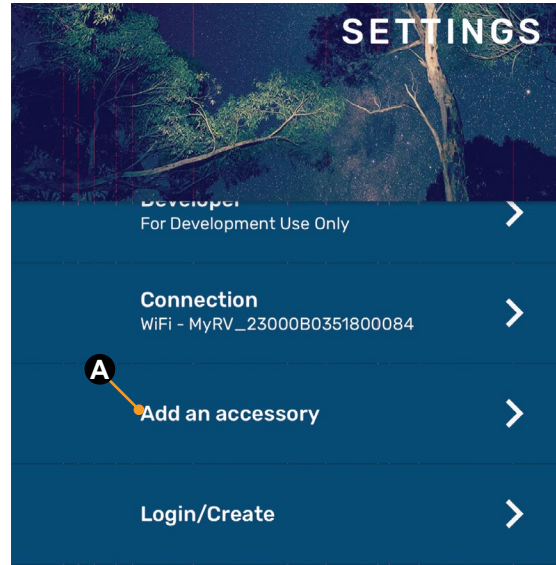 SETTINGS
Developer
For Development Use Only
Connection
WiFi - MyRV_23000B0351800084
A
Add an accessory
Login/Create